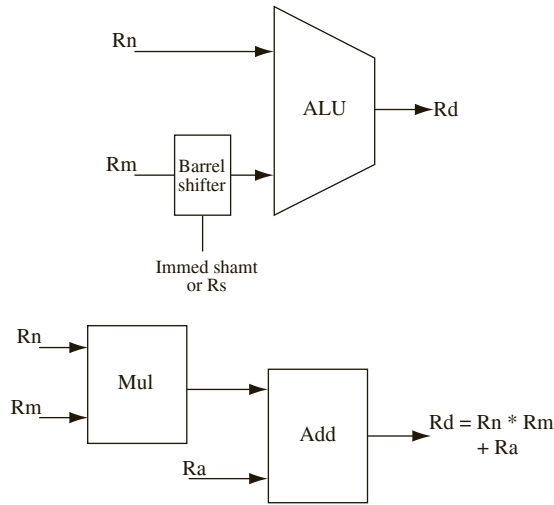 Rn
ALU
Rd
Rm
Barrel
shifter
Immed shamt
or Rs
Rn
Mul
Rm
Add
Rd = Rn * Rm
+ Ra
Ra